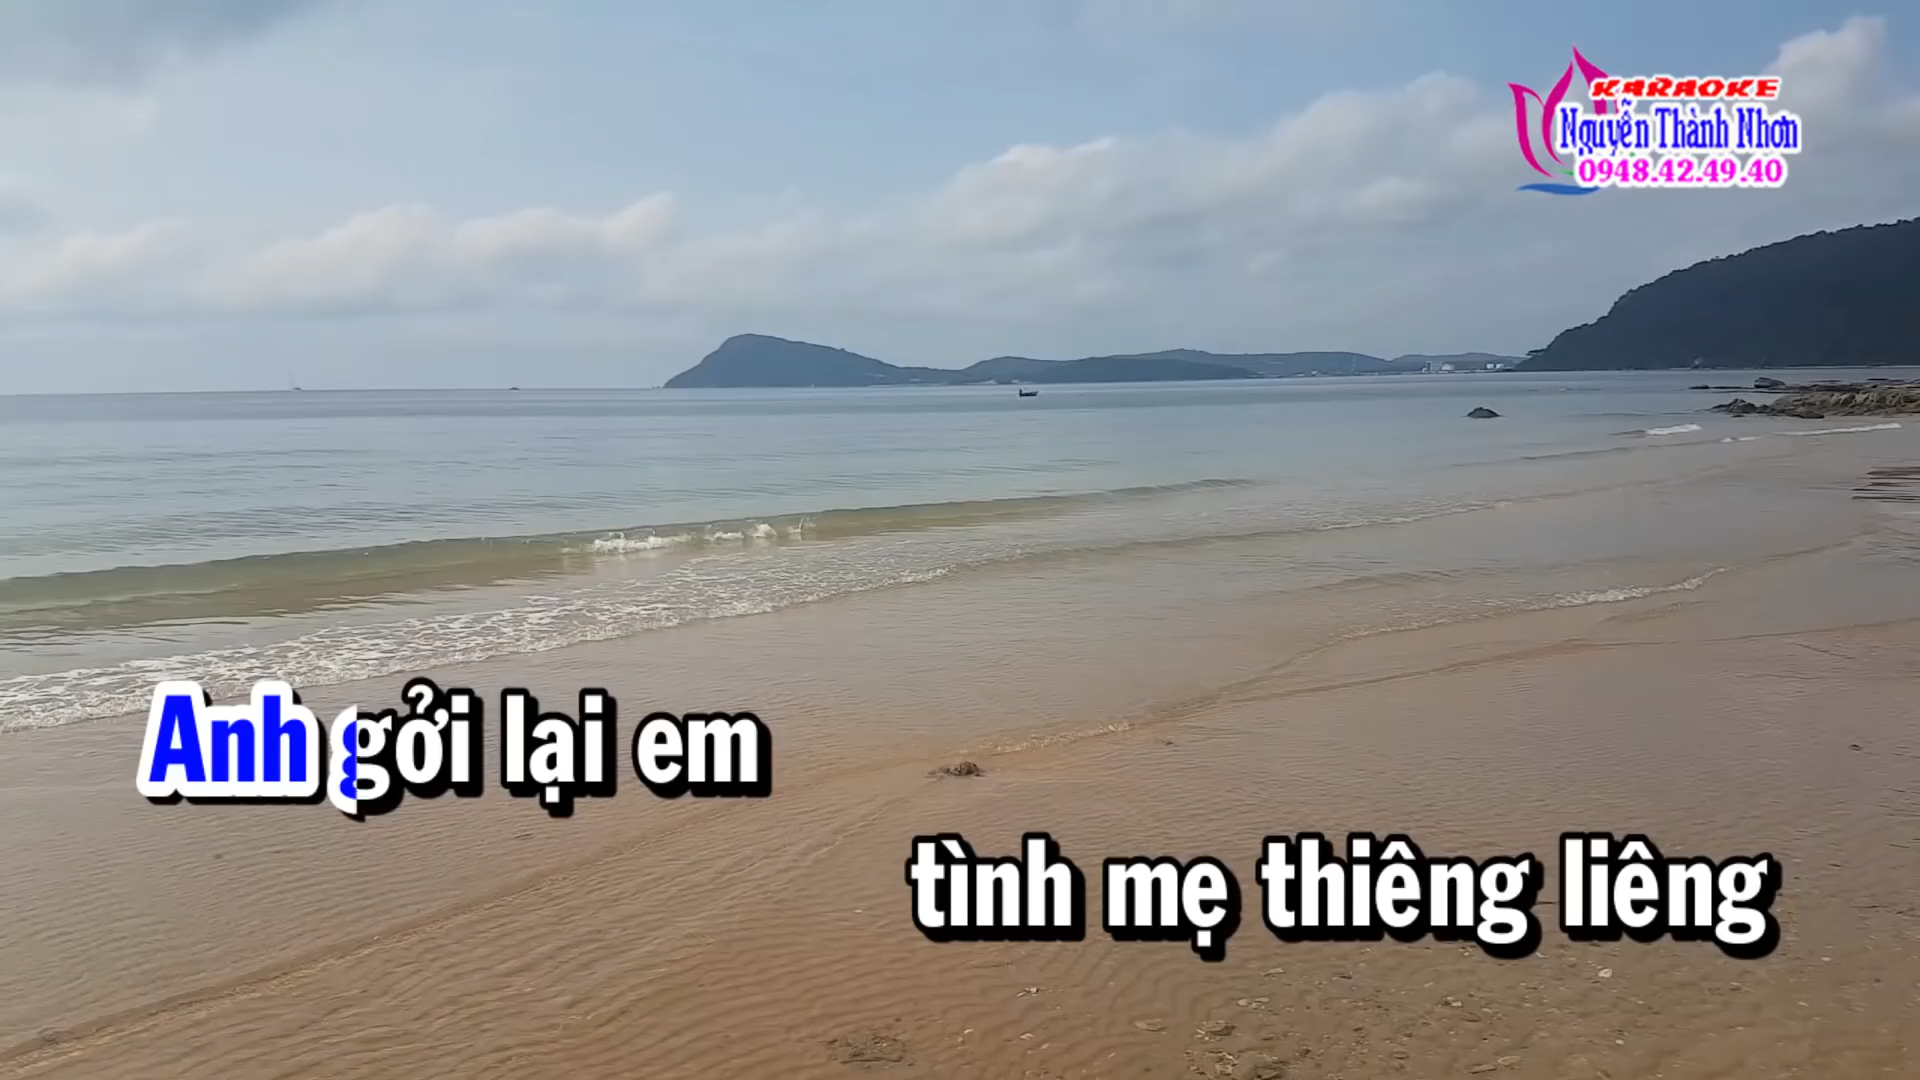 KARAOKE
Nguyễn Thành Nhơn
0948.42.49.40
Anh gởi lại em
tình mẹ thiêng liêng